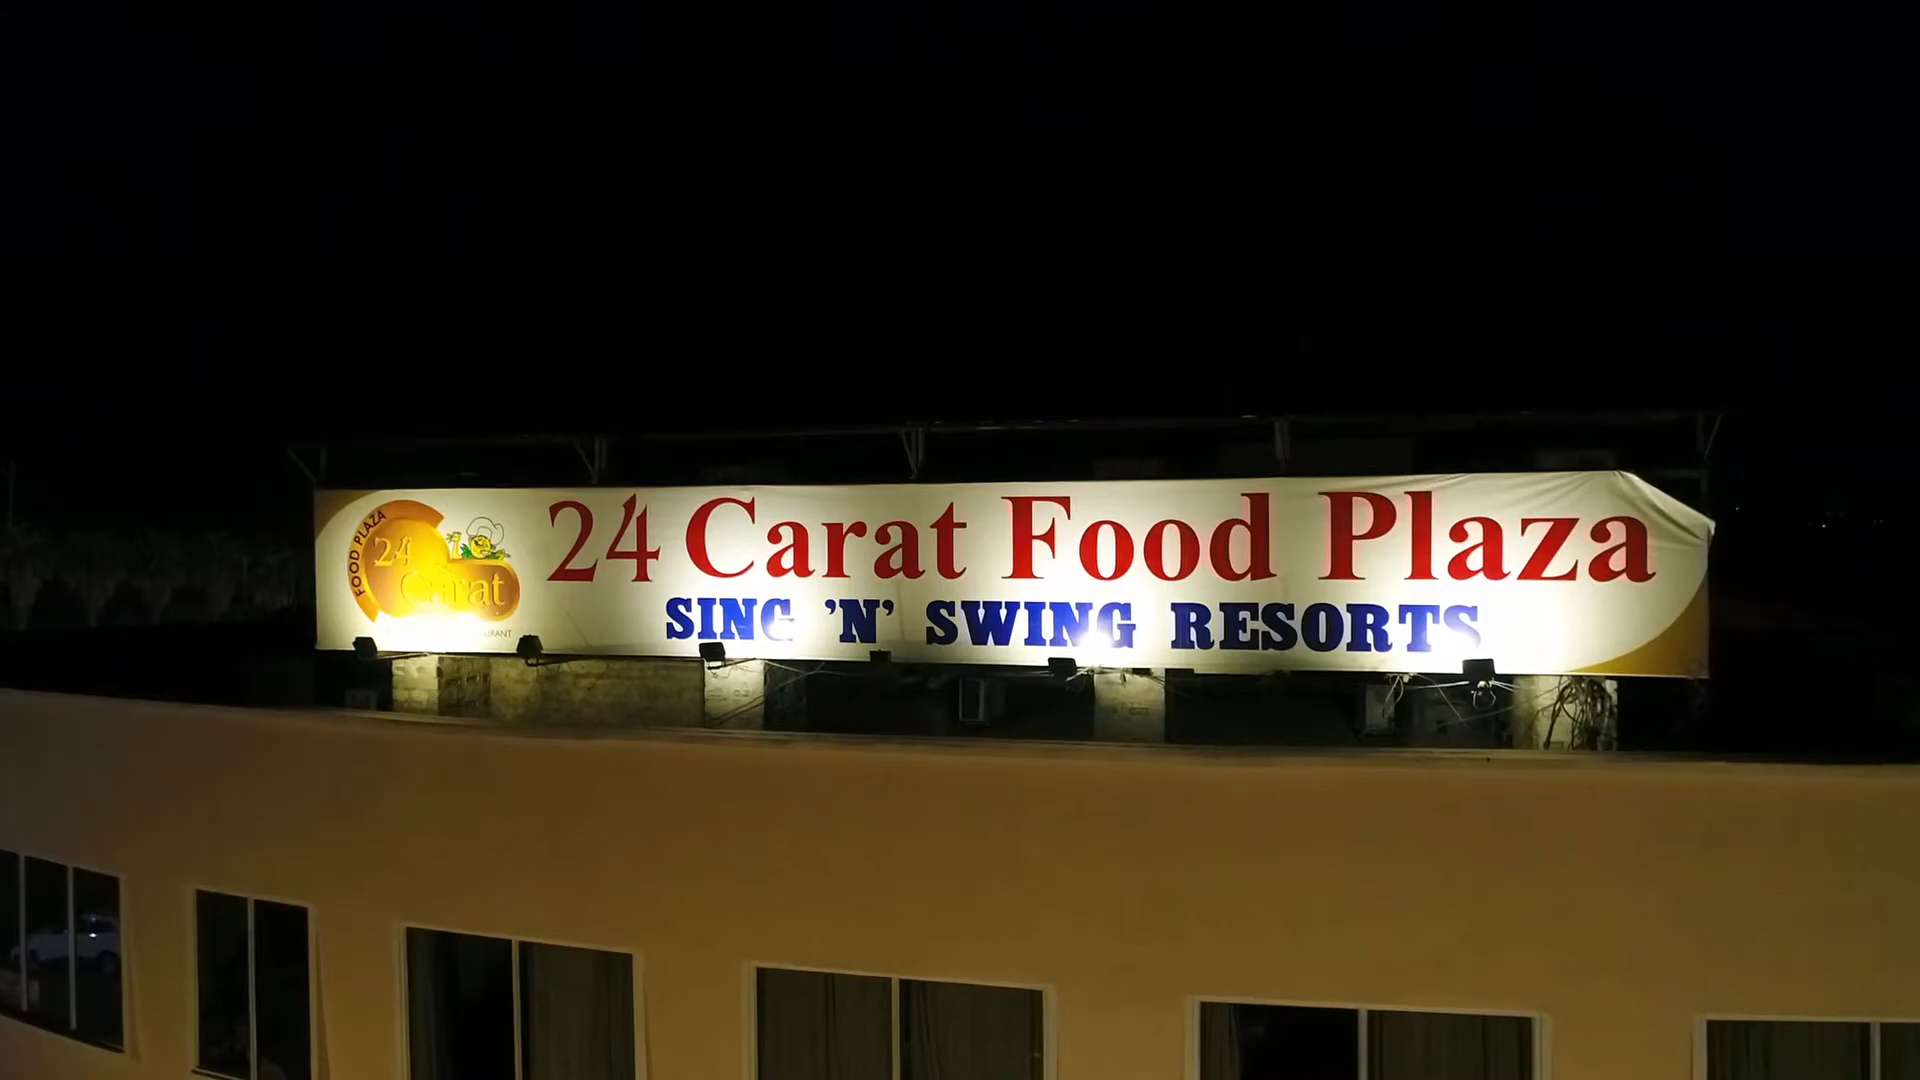 FOOD PLAZA
24
Carat
24 Carat Food Plaza
SING 'N' SWING RESORTS